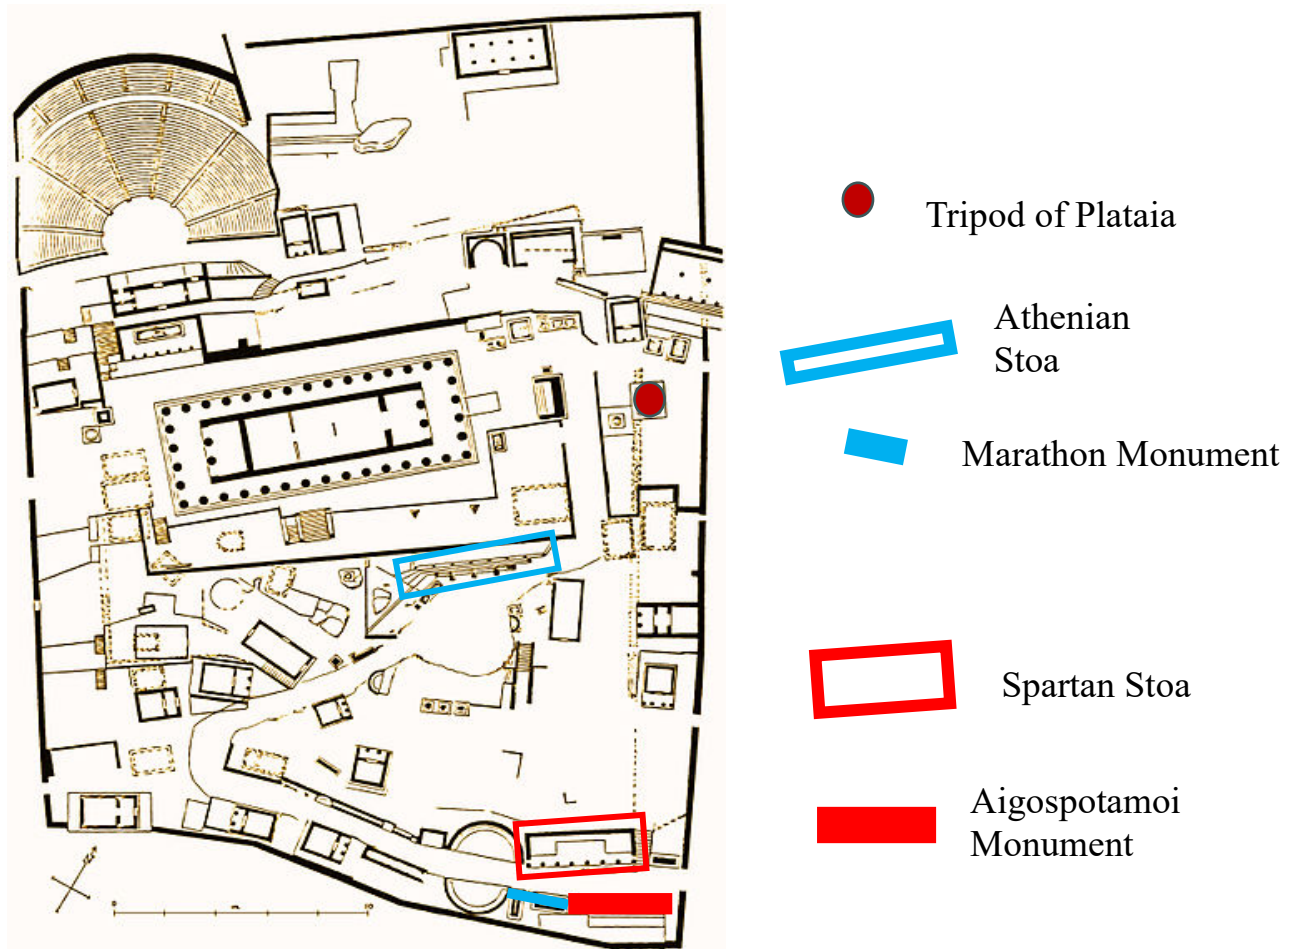 Tripod of Plataia
Athenian
Stoa
Marathon Monument
Spartan Stoa
Aigospotamoi
Monument